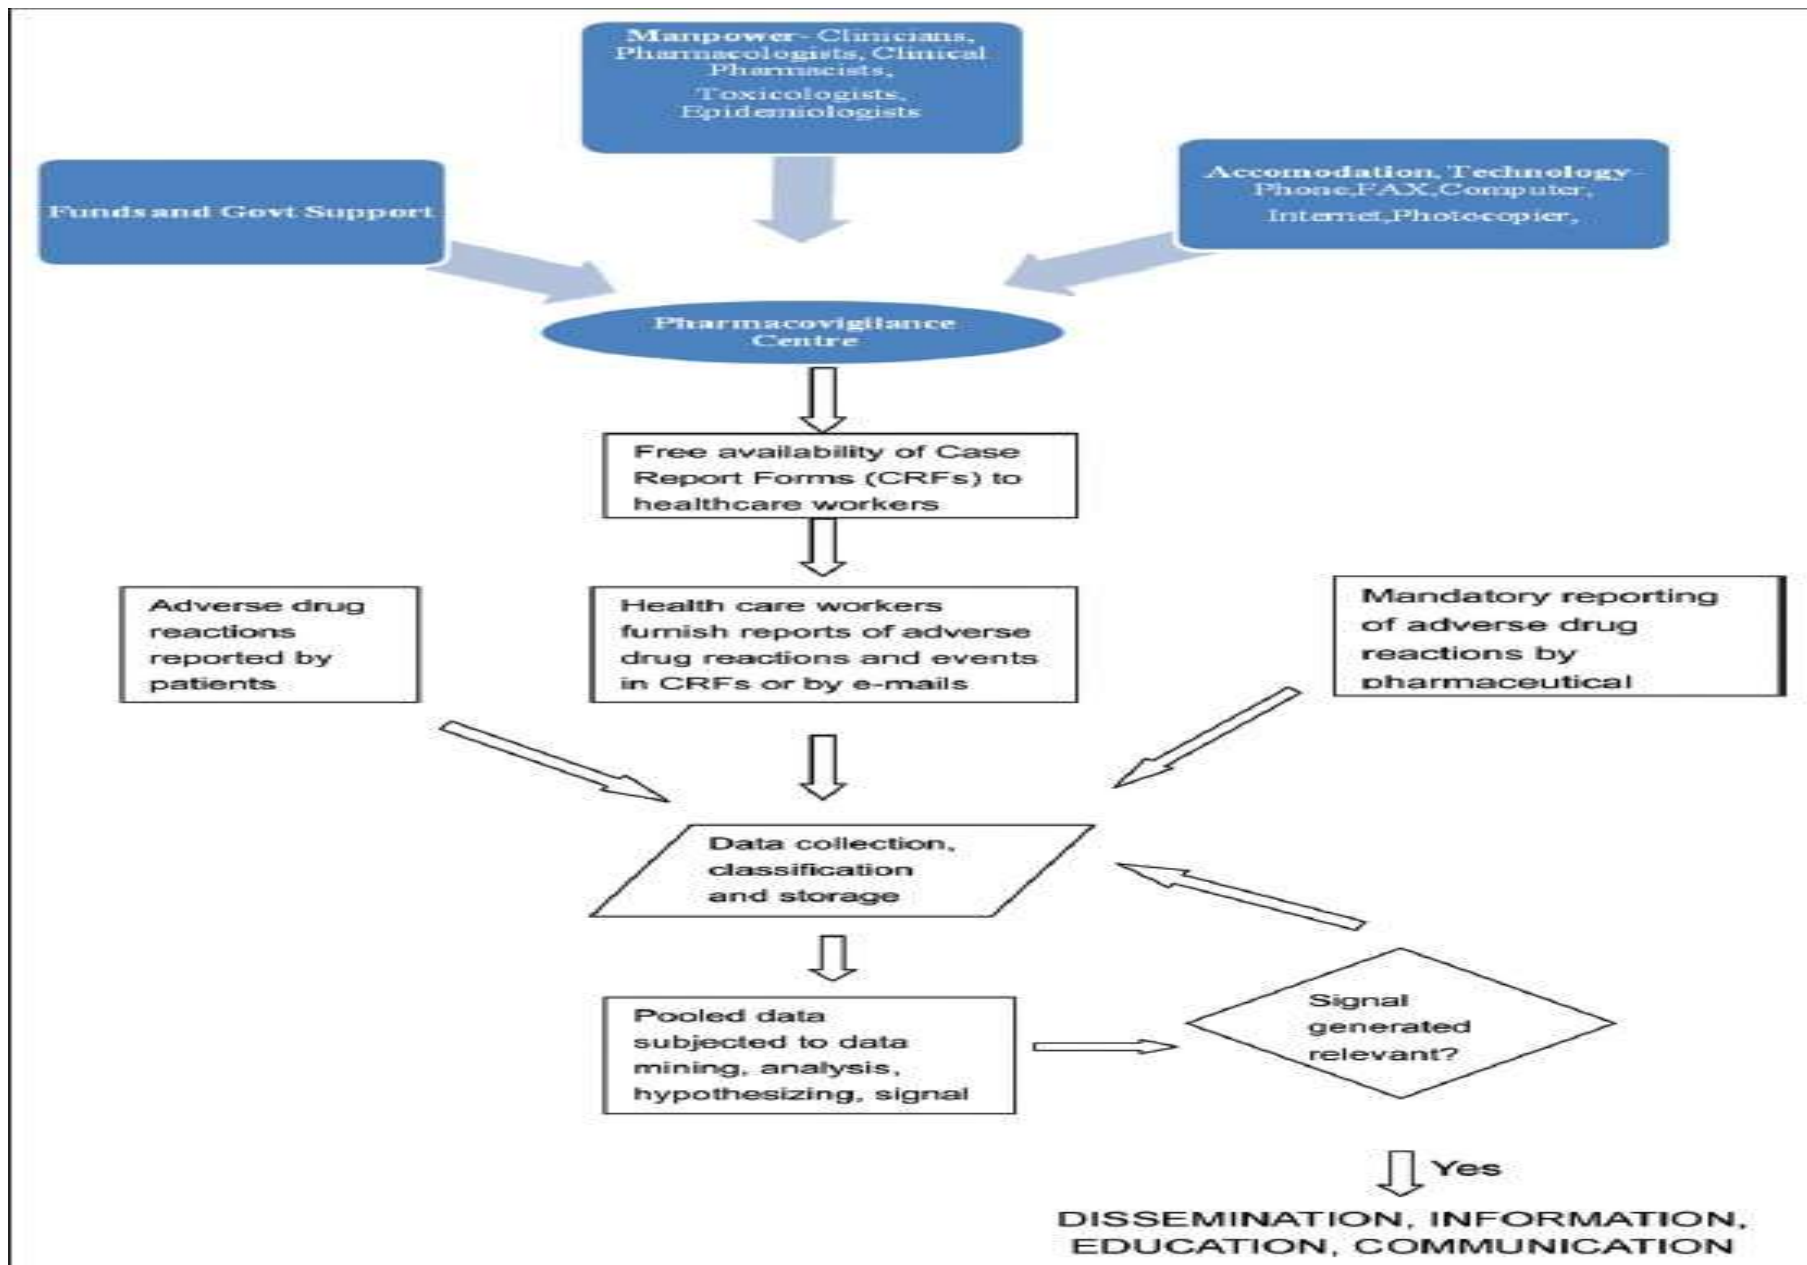 Manpower- Clinicians,
Pharmacologists, Clinical
Pharmacists,
Toxicologists,
Epidemiologists
Funds and Govt Support
Accomodation, Technology-
Phone,FAX,Computer,
Internet,Photocopier,
Pharmacovigilance
Centre
Free availability of Case
Report Forms (CRFs) to
healthcare workers
Adverse drug
reactions
reported by
patients
Health care workers
furnish reports of adverse
drug reactions and events
in CRFs or by e-mails
Mandatory reporting
of adverse drug
reactions by
pharmaceutical
Data collection,
classification
and storage
Pooled data
subjected to data
mining, analysis,
hypothesizing, signal
Signal
generated
relevant?
Yes
DISSEMINATION, INFORMATION,
EDUCATION, COMMUNICATION